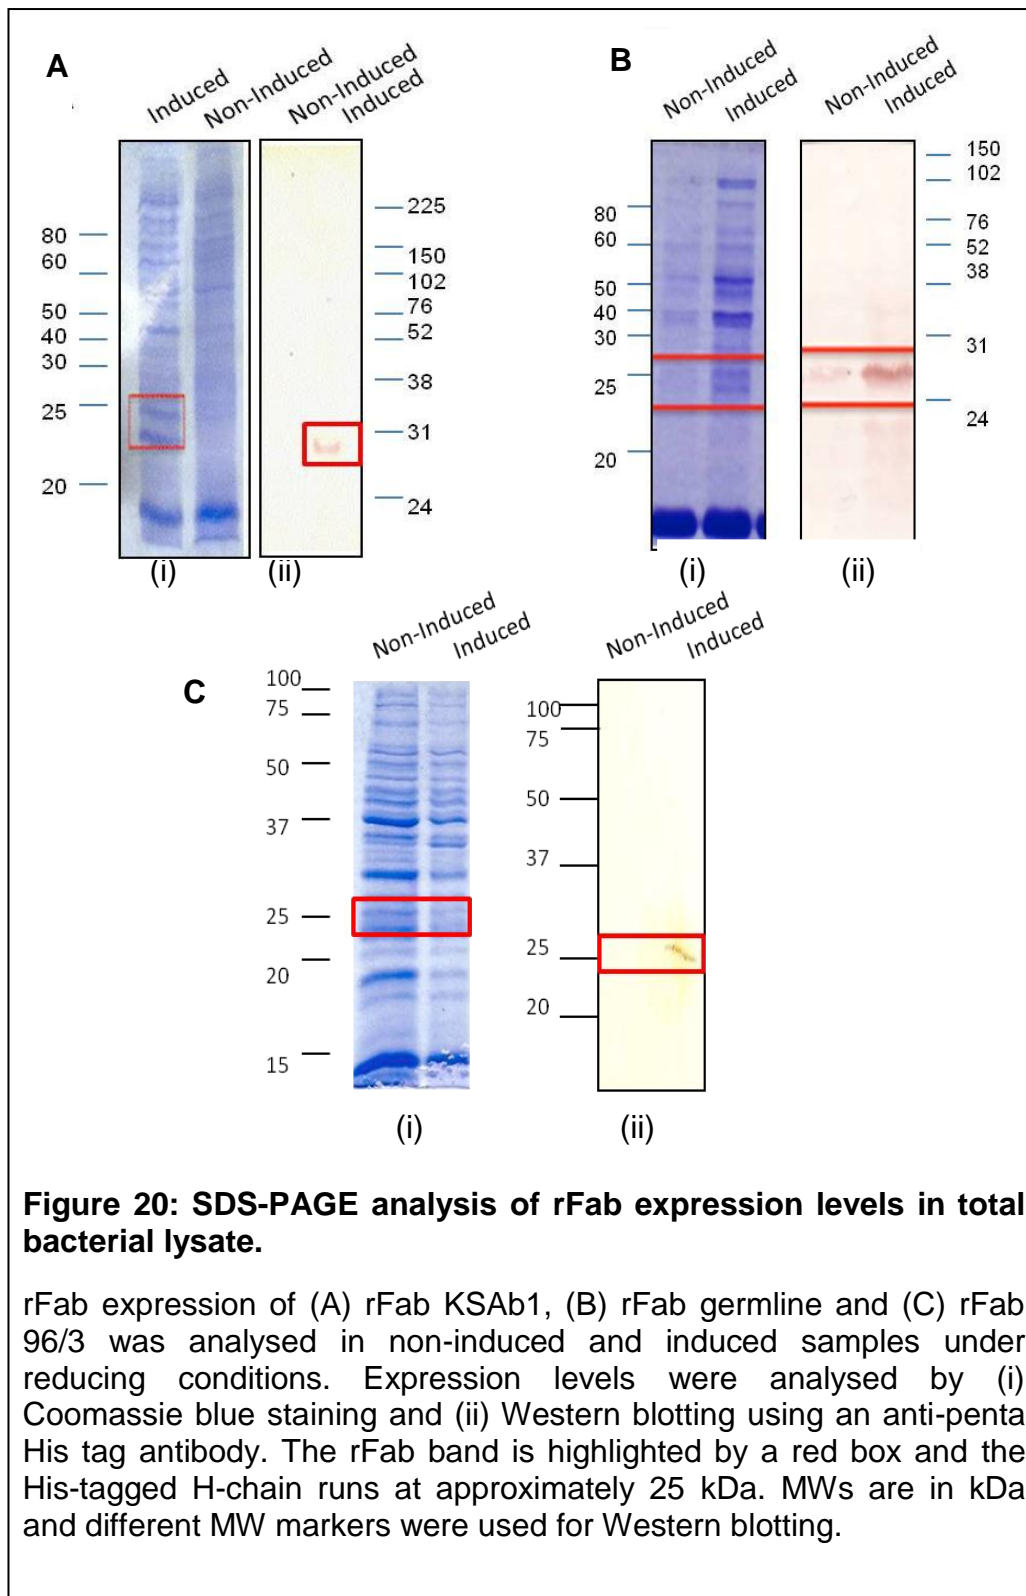 A
Induced
Non-Induced
Non-Induced
Induced
80
60
50
40
30
25
20
225
150
102
76
52
38
31
24
(i)
(ii)
B
Non-Induced
Induced
Non-Induced
Induced
80
60
50
40
30
25
20
150
102
76
52
38
31
24
(i)
(ii)
C
Non-Induced
Induced
Non-Induced
Induced
100
75
50
37
25
20
15
100
75
50
37
25
20
(i)
(ii)
Figure 20: SDS-PAGE analysis of rFab expression levels in total
bacterial lysate.
rFab expression of (A) rFab KSAb1, (B) rFab germline and (C) rFab
96/3 was analysed in non-induced and induced samples under
reducing conditions. Expression levels were analysed by (i)
Coomassie blue staining and (ii) Western blotting using an anti-penta
His tag antibody. The rFab band is highlighted by a red box and the
His-tagged H-chain runs at approximately 25 kDa. MWs are in kDa
and different MW markers were used for Western blotting.